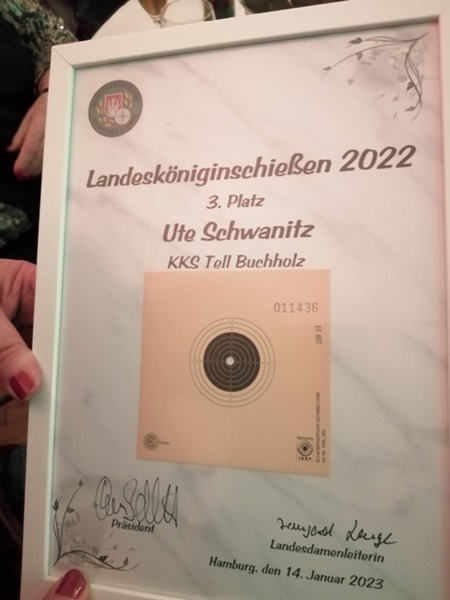 Landesköniginschießen 2022
3. Platz
Ute Schwanitz
KKS Tell Buchholz
011436
Präsident
Landesdamenleiterin
Hamburg, den 14. Januar 2023